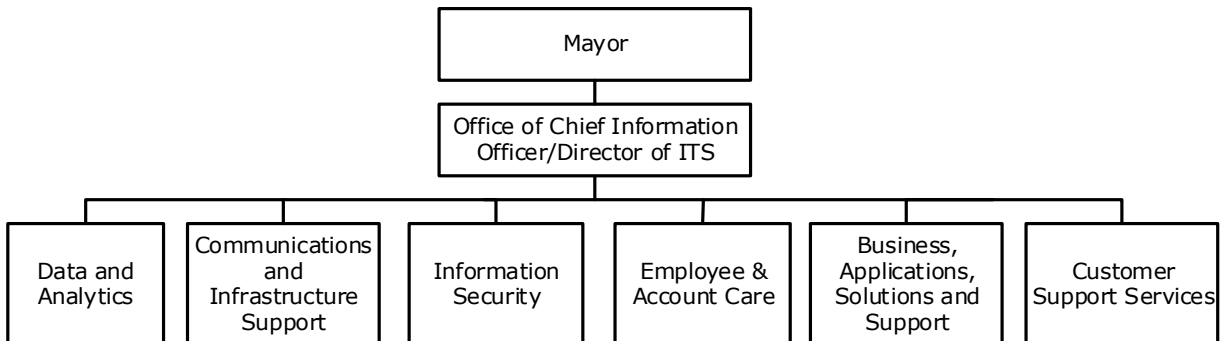 Mayor
Office of Chief Information
Officer/Director of ITS
Data and
Analytics
Communications
and
Infrastructure
Support
Information
Security
Employee &
Account Care
Business,
Applications,
Solutions and
Support
Customer
Support Services